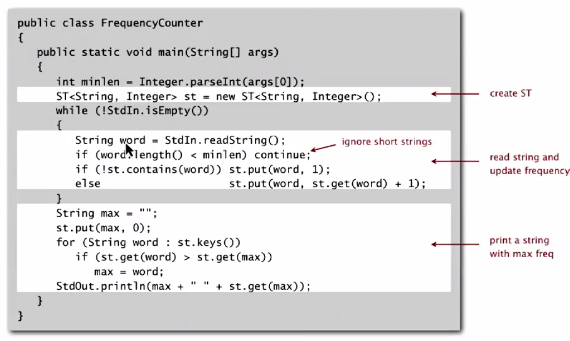 public class FrequencyCounter
{
public static void main(String[] args)
{
int minlen = Integer.parseInt(args[0]);
ST<String, Integer> st = new ST<String, Integer>();
create ST
while (!StdIn.isEmpty())
{
String word = StdIn.readString();
ignore short strings
if (word.length() < minlen) continue;
if (!st.contains(word)) st.put(word, 1);
else st.put(word, st.get(word) + 1);
read string and
update frequency
}
String max = "";
st.put(max, 0);
for (String word : st.keys())
if (st.get(word) > st.get(max))
max = word;
print a string
with max freq
StdOut.println(max + " " + st.get(max));
}
}